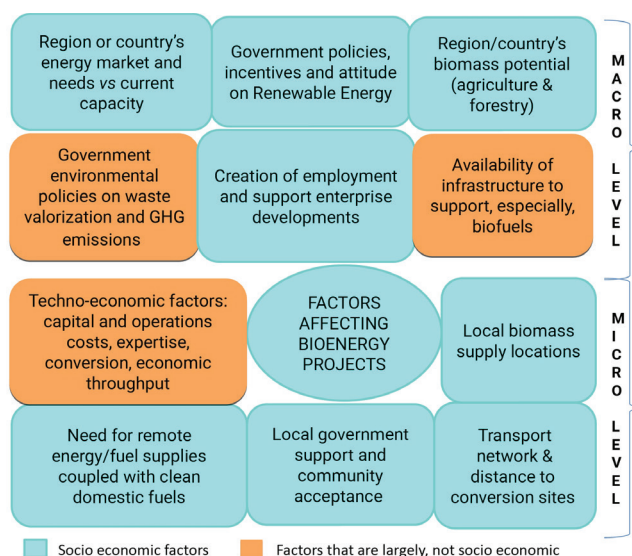 Region or country's
energy market and
needs vs current
capacity
Government policies,
incentives and attitude
on Renewable Energy
Region/country's
biomass potential
(agriculture &
forestry)
Government
environmental
policies on waste
valorization and GHG
emissions
Creation of employment
and support enterprise
developments
Availability of
infrastructure to
support, especially,
biofuels
MACRO
LEVEL
Techno-economic factors:
capital and operations
costs, expertise,
conversion, economic
throughput
FACTORS
AFFECTING
BIOENERGY
PROJECTS
Local biomass
supply locations
Need for remote
energy/fuel supplies
coupled with clean
domestic fuels
Local government
support and
community
acceptance
Transport
network &
distance to
conversion sites
MICRO
LEVEL
Socio economic factors
Factors that are largely, not socio economic